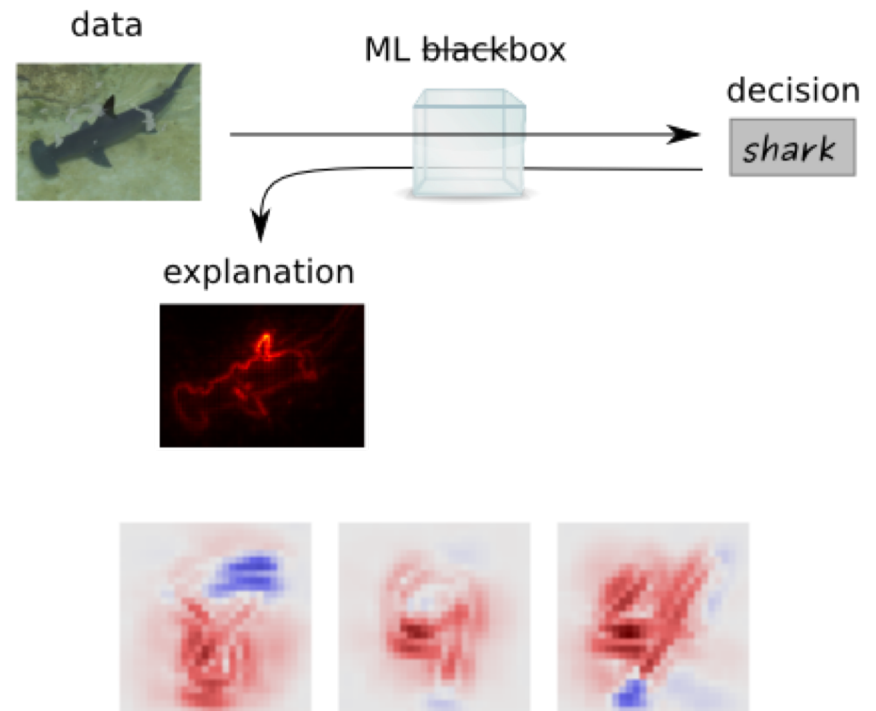 data
ML blackbox
decision
shark
explanation